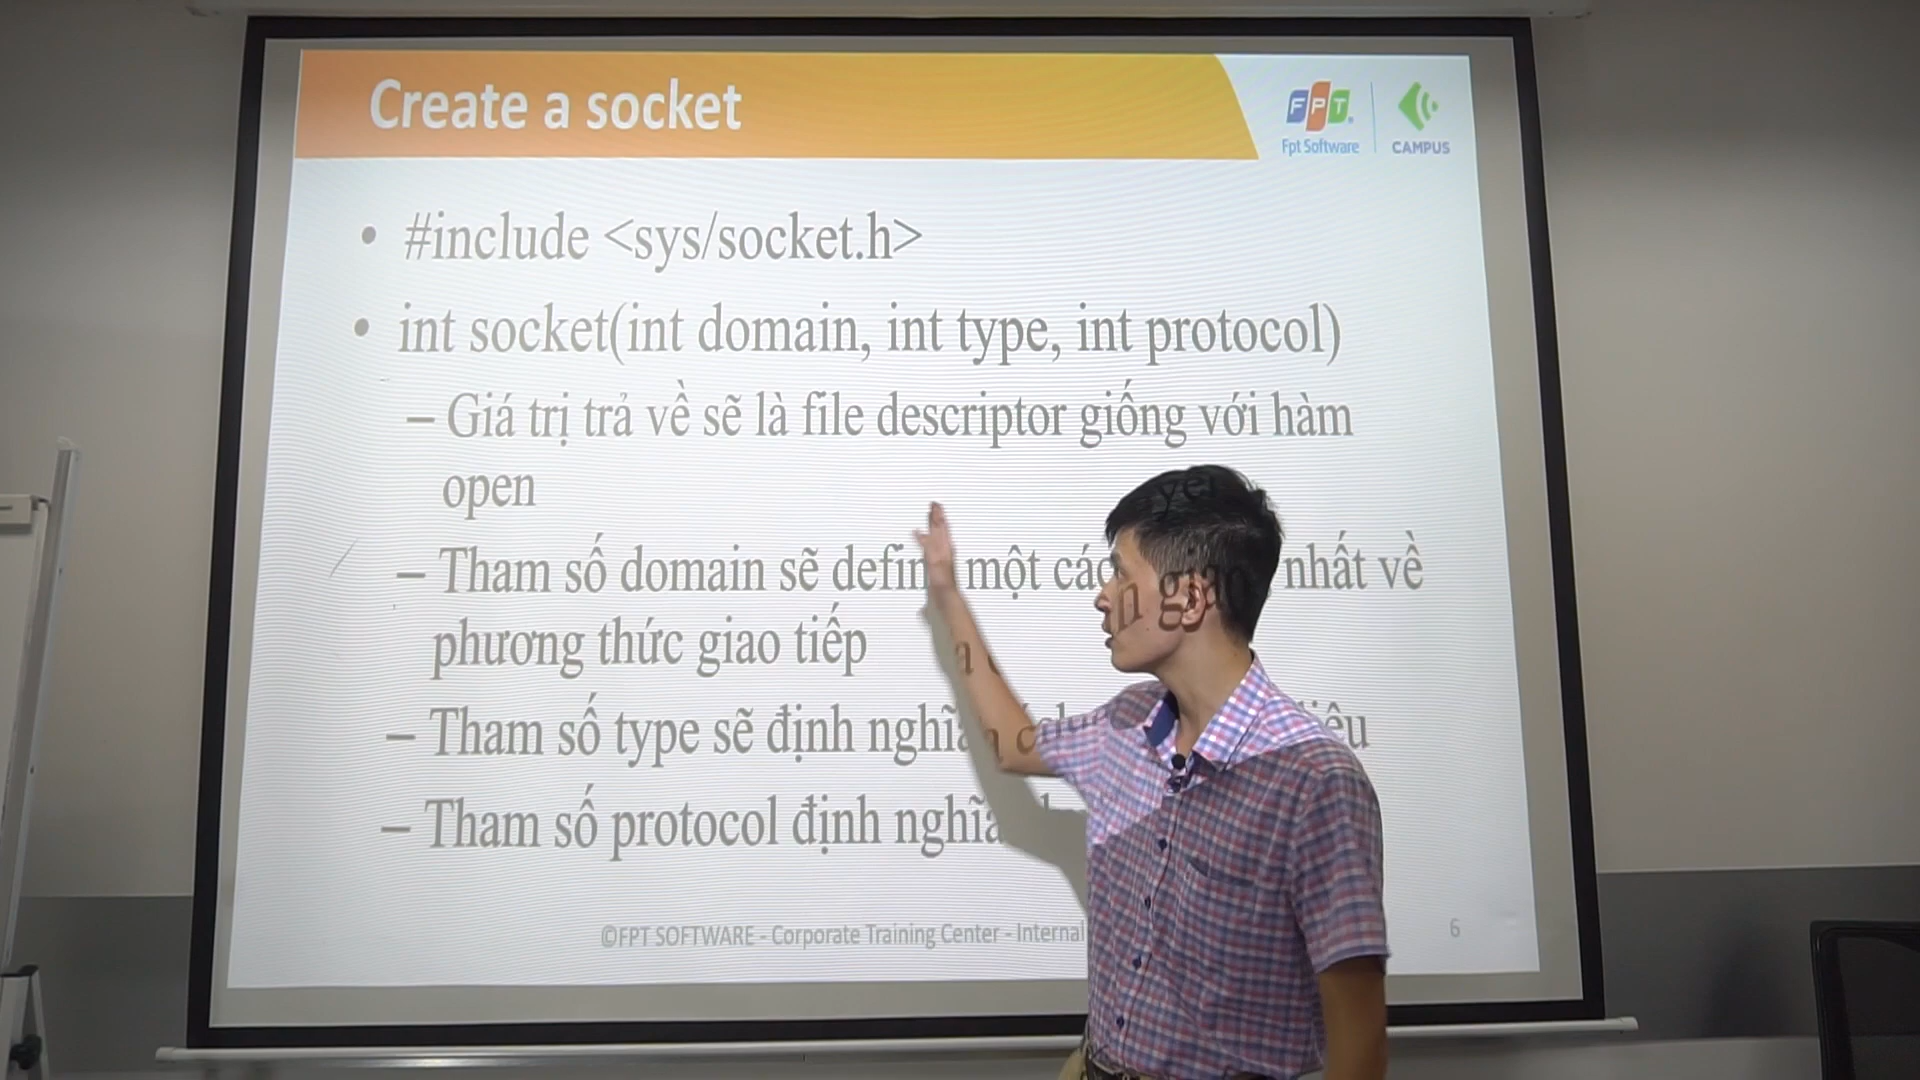 Create a socket
FPT
Fpt Software
CAMPUS
• #include <sys/socket.h>
• int socket(int domain, int type, int protocol)
– Giá trị trả về sẽ là file descriptor giống với hàm
open
– Tham số domain sẽ define một nhất về
phương thức giao tiếp
– Tham số type sẽ định nghĩa
– Tham số protocol định nghĩa
©FPT SOFTWARE - Corporate Training Center - Internal
6